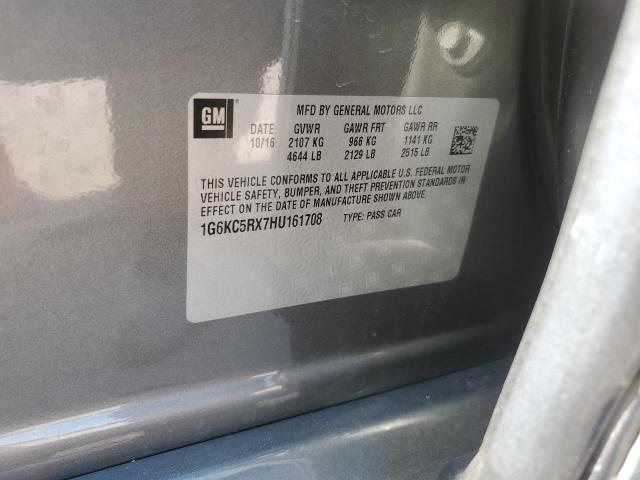 GM
MFD BY GENERAL MOTORS LLC
DATE GVWR GAWR FRT GAWR RR
10/16 2107 KG 966 KG 1141 KG
4644 LB 2129 LB 2515 LB
THIS VEHICLE CONFORMS TO ALL APPLICABLE U.S. FEDERAL MOTOR
VEHICLE SAFETY, BUMPER, AND THEFT PREVENTION STANDARDS IN
EFFECT ON THE DATE OF MANUFACTURE SHOWN ABOVE.
1G6KC5RX7HU161708 TYPE: PASS CAR